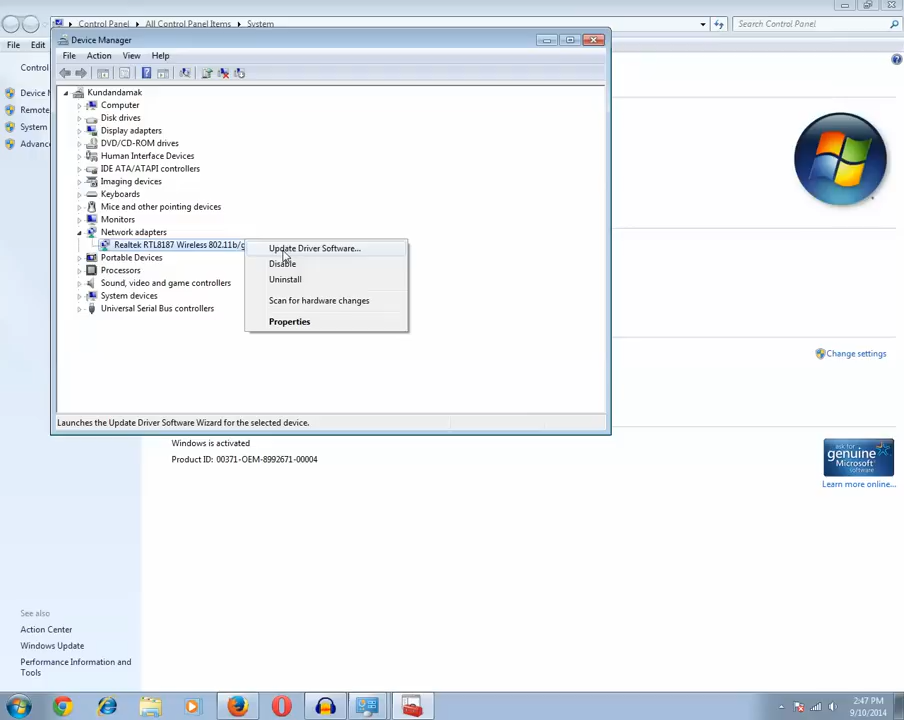 Control Panel
All Control Panel Items
System
Search Control Panel
Device Manager
File
Edit
File
Action
View
Help
Control
Device M
Remote
System
Advanc
Kundandamak
Computer
Disk drives
Display adapters
DVD/CD-ROM drives
Human Interface Devices
IDE ATA/ATAPI controllers
Imaging devices
Keyboards
Mice and other pointing devices
Monitors
Network adapters
Realtek RTL8187 Wireless 802.11b/g
Portable Devices
Processors
Sound, video and game controllers
System devices
Universal Serial Bus controllers
Update Driver Software...
Disable
Uninstall
Scan for hardware changes
Properties
Launches the Update Driver Software Wizard for the selected device.
Change settings
Windows is activated
Product ID: 00371-OEM-8992671-00004
ask for
genuine
Microsoft
software
Learn more online...
See also
Action Center
Windows Update
Performance Information and
Tools
2:47 PM
9/10/2014